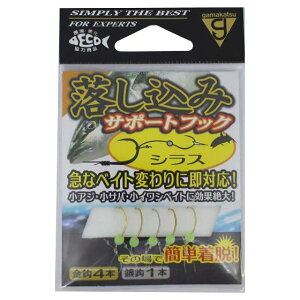 SIMPLY THE BEST
FOR EXPERTS
gamakatsu
ECO
落し込み
サポートフック
シラス
急なベイト変わりに即対応!
小アジ・小サバ・小イワシベイトに効果絶大!
その場で簡単着脱!
金鈎4本
銀鈎1本